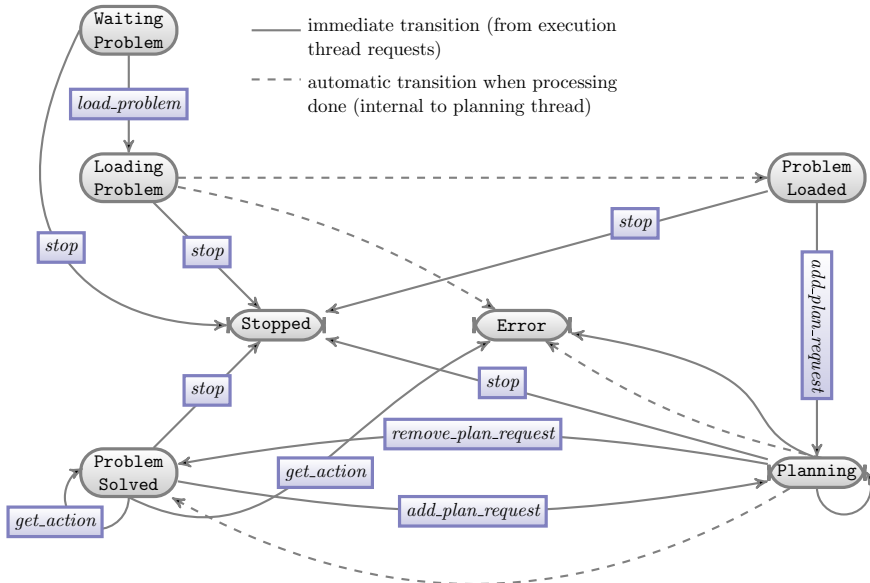 Waiting
Problem
immediate transition (from execution
thread requests)
automatic transition when processing
done (internal to planning thread)
load_problem
Loading
Problem
Problem
Loaded
stop
stop
stop
add_plan_request
Stopped
Error
stop
stop
remove_plan_request
Problem
Solved
get_action
Planning
get_action
add_plan_request